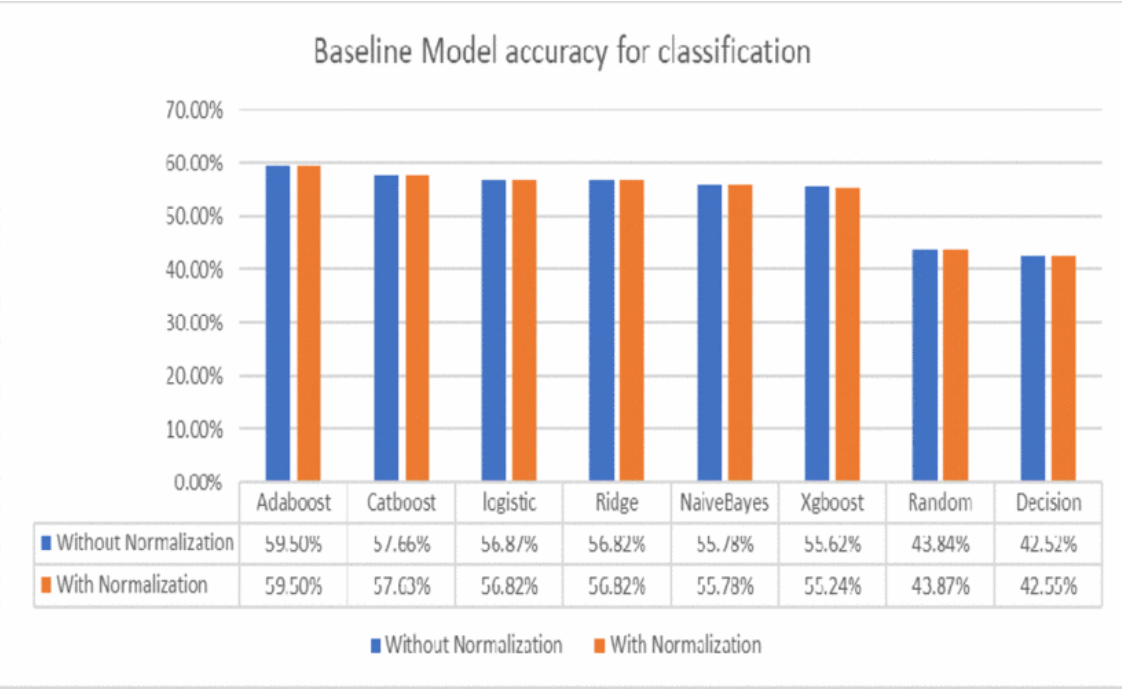 Baseline Model accuracy for classification
70.00%
60.00%
50.00%
40.00%
30.00%
20.00%
10.00%
0.00%
Adaboost Catboost logistic Ridge NaiveBayes Xgboost Random Decision
Without Normalization 59.50% 57.66% 56.87% 56.82% 55.78% 55.62% 43.84% 42.52%
With Normalization 59.50% 57.63% 56.82% 56.82% 55.78% 55.24% 43.87% 42.55%
Without Normalization With Normalization